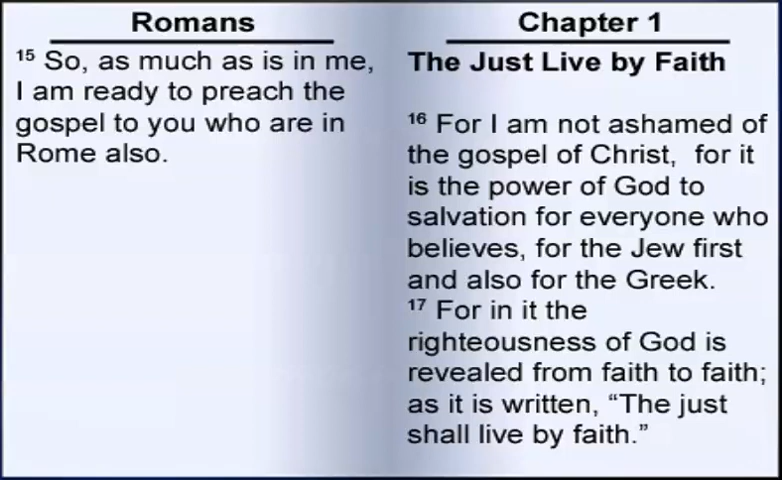 Romans
¹⁵ So, as much as is in me,
I am ready to preach the
gospel to you who are in
Rome also.
Chapter 1
The Just Live by Faith
¹⁶ For I am not ashamed of
the gospel of Christ,  for it
is the power of God to
salvation for everyone who
believes, for the Jew first
and also for the Greek.
¹⁷ For in it the
righteousness of God is
revealed from faith to faith;
as it is written, “The just
shall live by faith.”